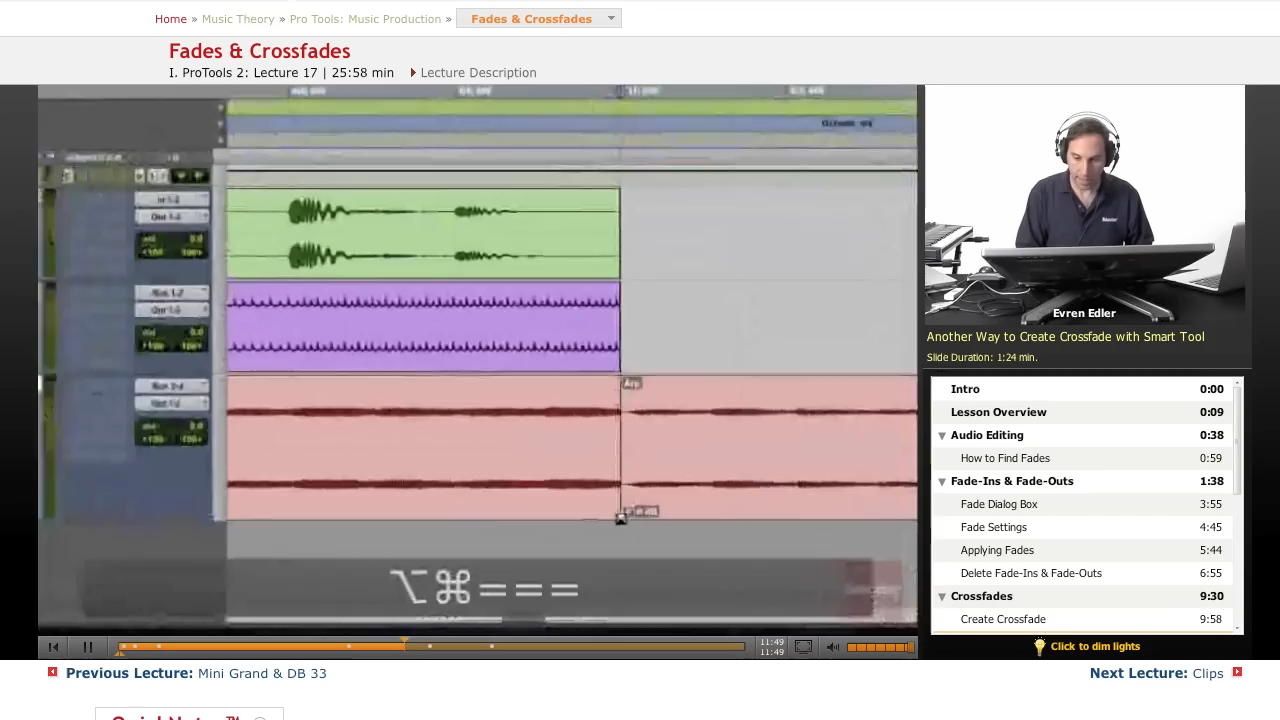 Home » Music Theory » Pro Tools: Music Production » Fades & Crossfades
Fades & Crossfades
I. ProTools 2: Lecture 17 | 25:58 min Lecture Description
Arp
⌥⌘===
Evren Edler
Another Way to Create Crossfade with Smart Tool
Slide Duration: 1:24 min.
Intro 0:00
Lesson Overview 0:09
▼ Audio Editing 0:38
How to Find Fades 0:59
▼ Fade-Ins & Fade-Outs 1:38
Fade Dialog Box 3:55
Fade Settings 4:45
Applying Fades 5:44
Delete Fade-Ins & Fade-Outs 6:55
▼ Crossfades 9:30
Create Crossfade 9:58
11:49
11:49
Click to dim lights
Previous Lecture: Mini Grand & DB 33
Next Lecture: Clips